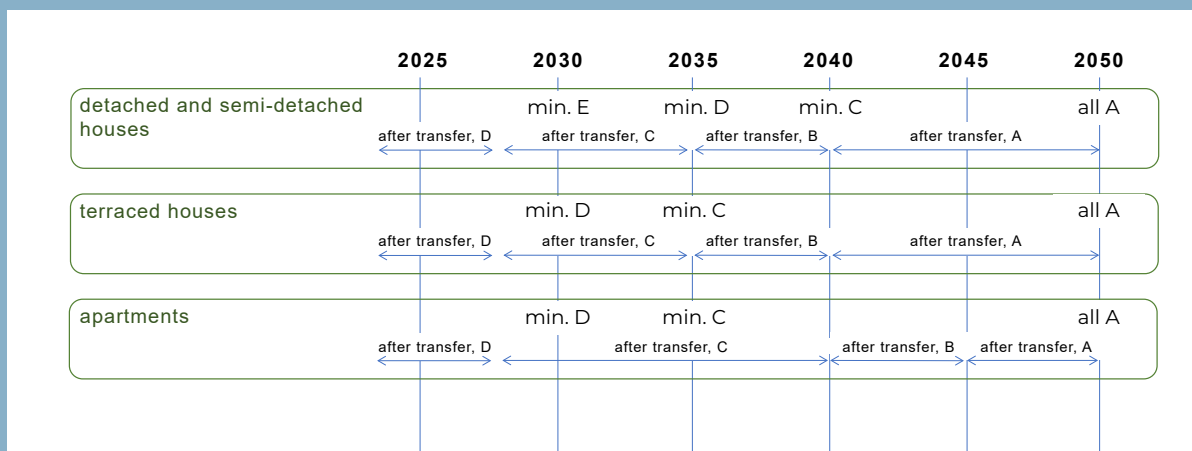 2025 2030 2035 2040 2045 2050
detached and semi-detached
houses
min. E min. D min. C all A
after transfer, D after transfer, C after transfer, B after transfer, A
terraced houses
min. D min. C all A
after transfer, D after transfer, C after transfer, B after transfer, A
apartments
min. D min. C all A
after transfer, D after transfer, C after transfer, B after transfer, A